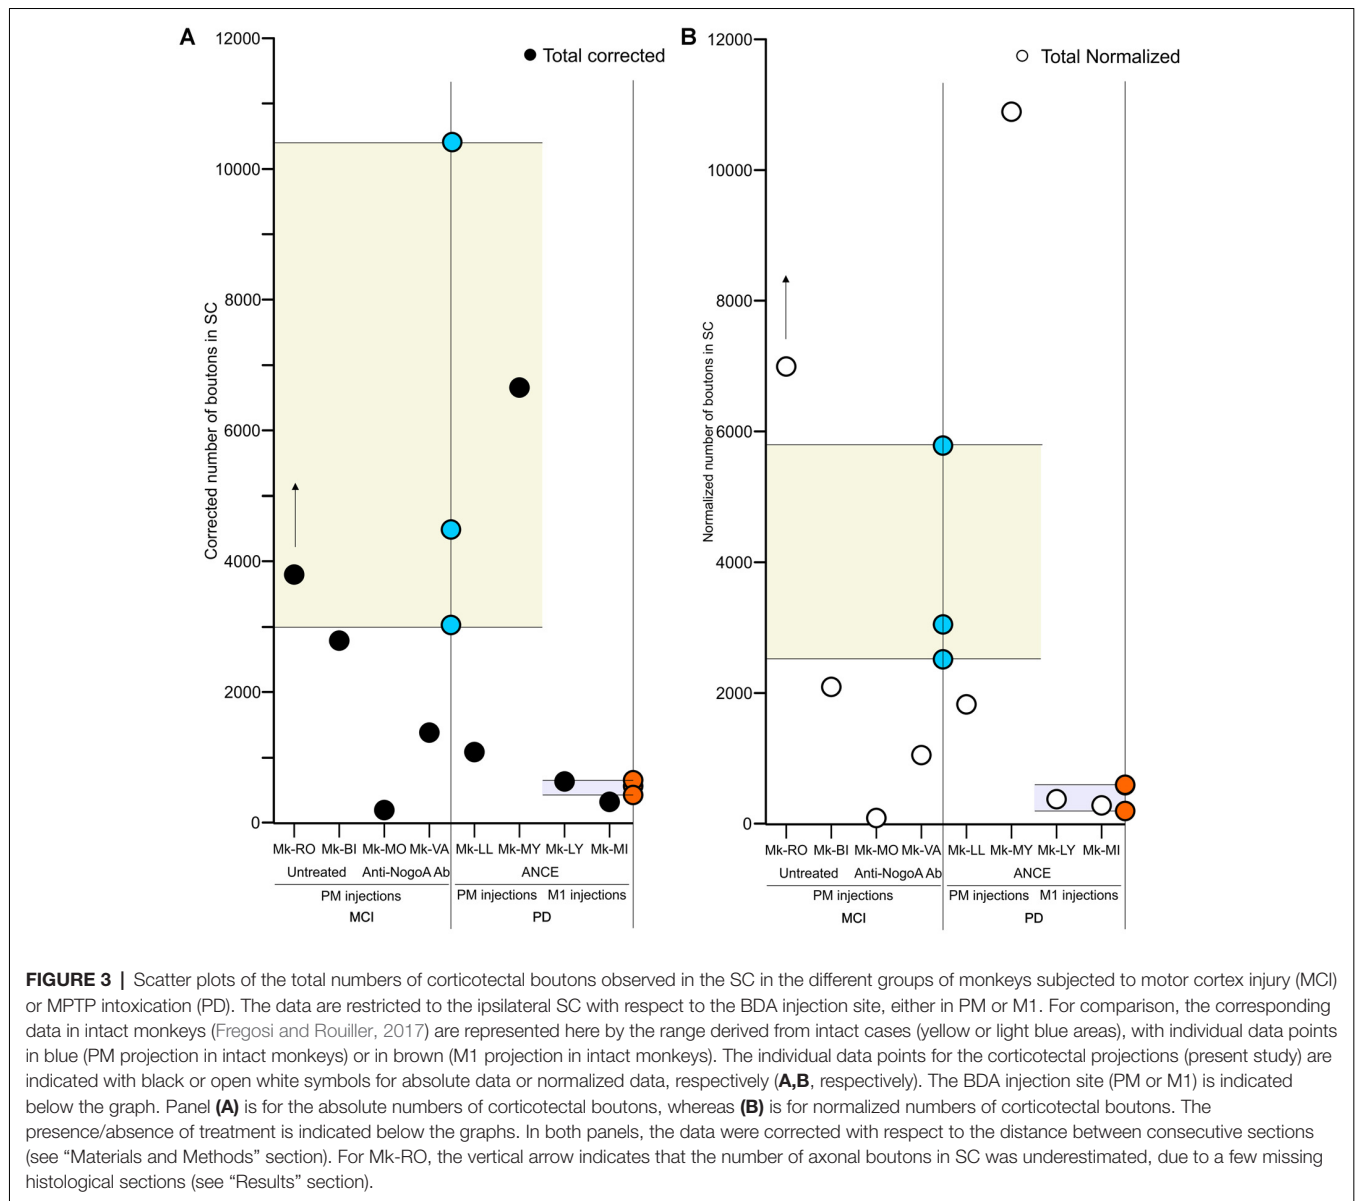 A
12000
Total corrected
10000
8000
6000
4000
2000
0
Corrected number of boutons in SC
Mk-RO Mk-BI Mk-MO Mk-VA Mk-LL Mk-MY Mk-LY Mk-MI
Untreated Anti-NogoA Ab ANCE
PM injections PM injections M1 injections
MCI PD
B
12000
Total Normalized
10000
8000
6000
4000
2000
0
Normalized number of boutons in SC
Mk-RO Mk-BI Mk-MO Mk-VA Mk-LL Mk-MY Mk-LY Mk-MI
Untreated Anti-NogoA Ab ANCE
PM injections PM injections M1 injections
MCI PD
FIGURE 3 | Scatter plots of the total numbers of corticotectal boutons observed in the SC in the different groups of monkeys subjected to motor cortex injury (MCI)
or MPTP intoxication (PD). The data are restricted to the ipsilateral SC with respect to the BDA injection site, either in PM or M1. For comparison, the corresponding
data in intact monkeys (Fregosi and Rouiller, 2017) are represented here by the range derived from intact cases (yellow or light blue areas), with individual data points
in blue (PM projection in intact monkeys) or in brown (M1 projection in intact monkeys). The individual data points for the corticotectal projections (present study) are
indicated with black or open white symbols for absolute data or normalized data, respectively (A,B, respectively). The BDA injection site (PM or M1) is indicated
below the graph. Panel (A) is for the absolute numbers of corticotectal boutons, whereas (B) is for normalized numbers of corticotectal boutons. The
presence/absence of treatment is indicated below the graphs. In both panels, the data were corrected with respect to the distance between consecutive sections
(see “Materials and Methods” section). For Mk-RO, the vertical arrow indicates that the number of axonal boutons in SC was underestimated, due to a few missing
histological sections (see “Results” section).